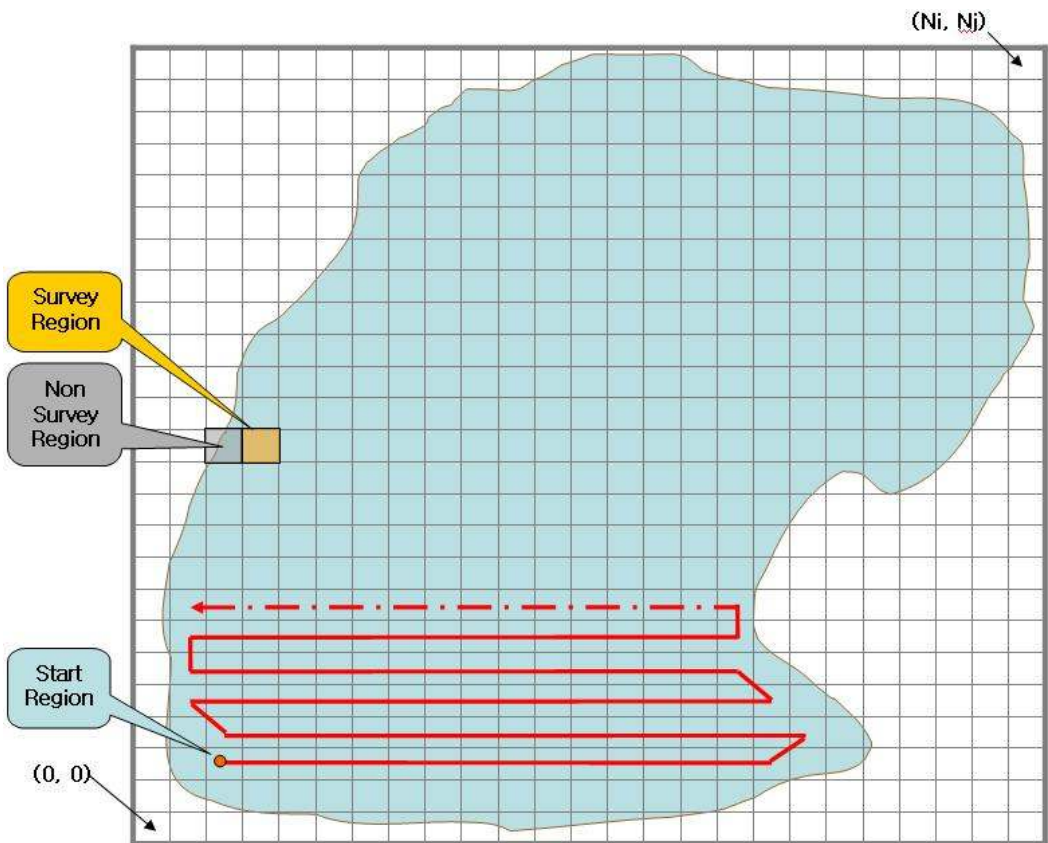 (Ni, Nj)
Survey
Region
Non
Survey
Region
Start
Region
(0, 0)